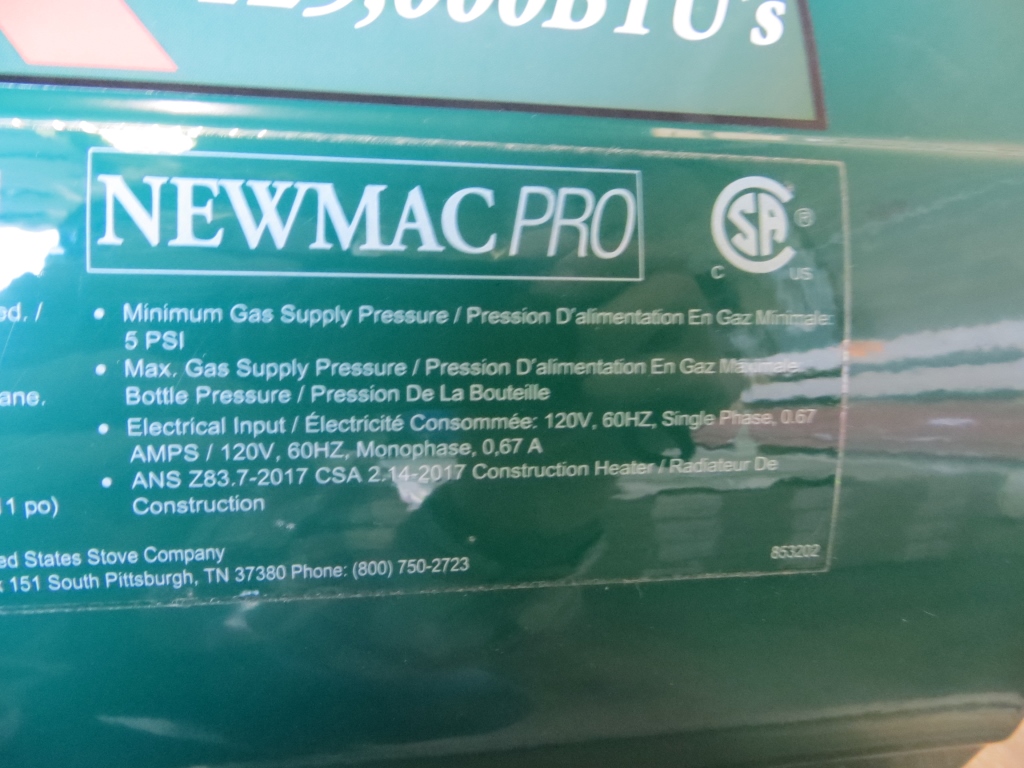 BTU's
NEWMAC PRO
CSA ®
C US
ed. /
• Minimum Gas Supply Pressure / Pression D'alimentation En Gaz Minimale:
5 PSI
• Max. Gas Supply Pressure / Pression D'alimentation En Gaz Maximale:
ane.
Bottle Pressure / Pression De La Bouteille
• Electrical Input / Électricité Consommée: 120V, 60HZ, Single Phase, 0.67
AMPS / 120V, 60HZ, Monophase, 0,67 A
• ANS Z83.7-2017 CSA 2.14-2017 Construction Heater / Radiateur De
1 po)
Construction
ed States Stove Company
151 South Pittsburgh, TN 37380 Phone: (800) 750-2723
853202